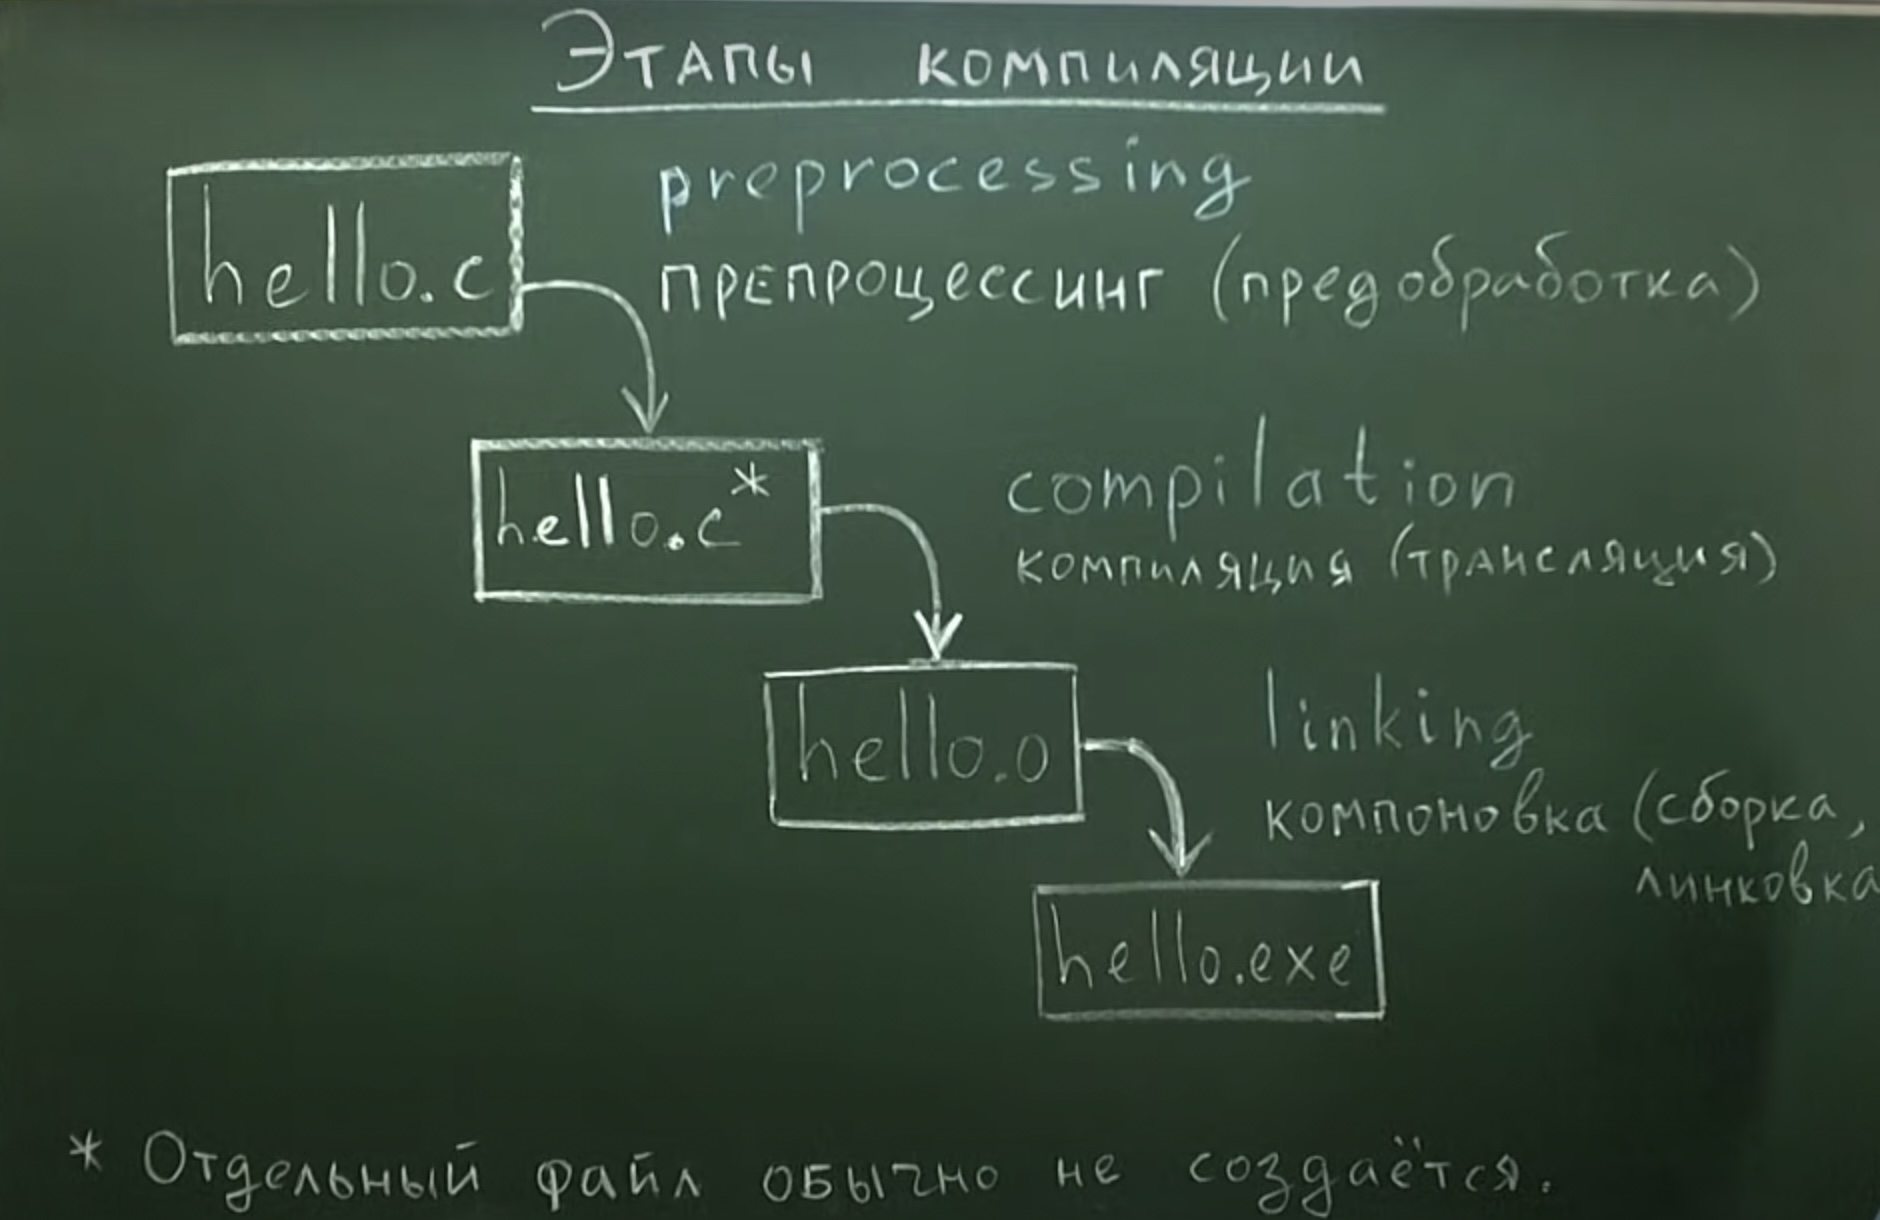 Этапы компиляции
preprocessing
hello.c
препроцессинг (предобработка)
compilation
hello.c*
компиляция (трансляция)
linking
hello.o
компоновка (сборка,
линковка
hello.exe
* Отдельный файл обычно не создаётся.